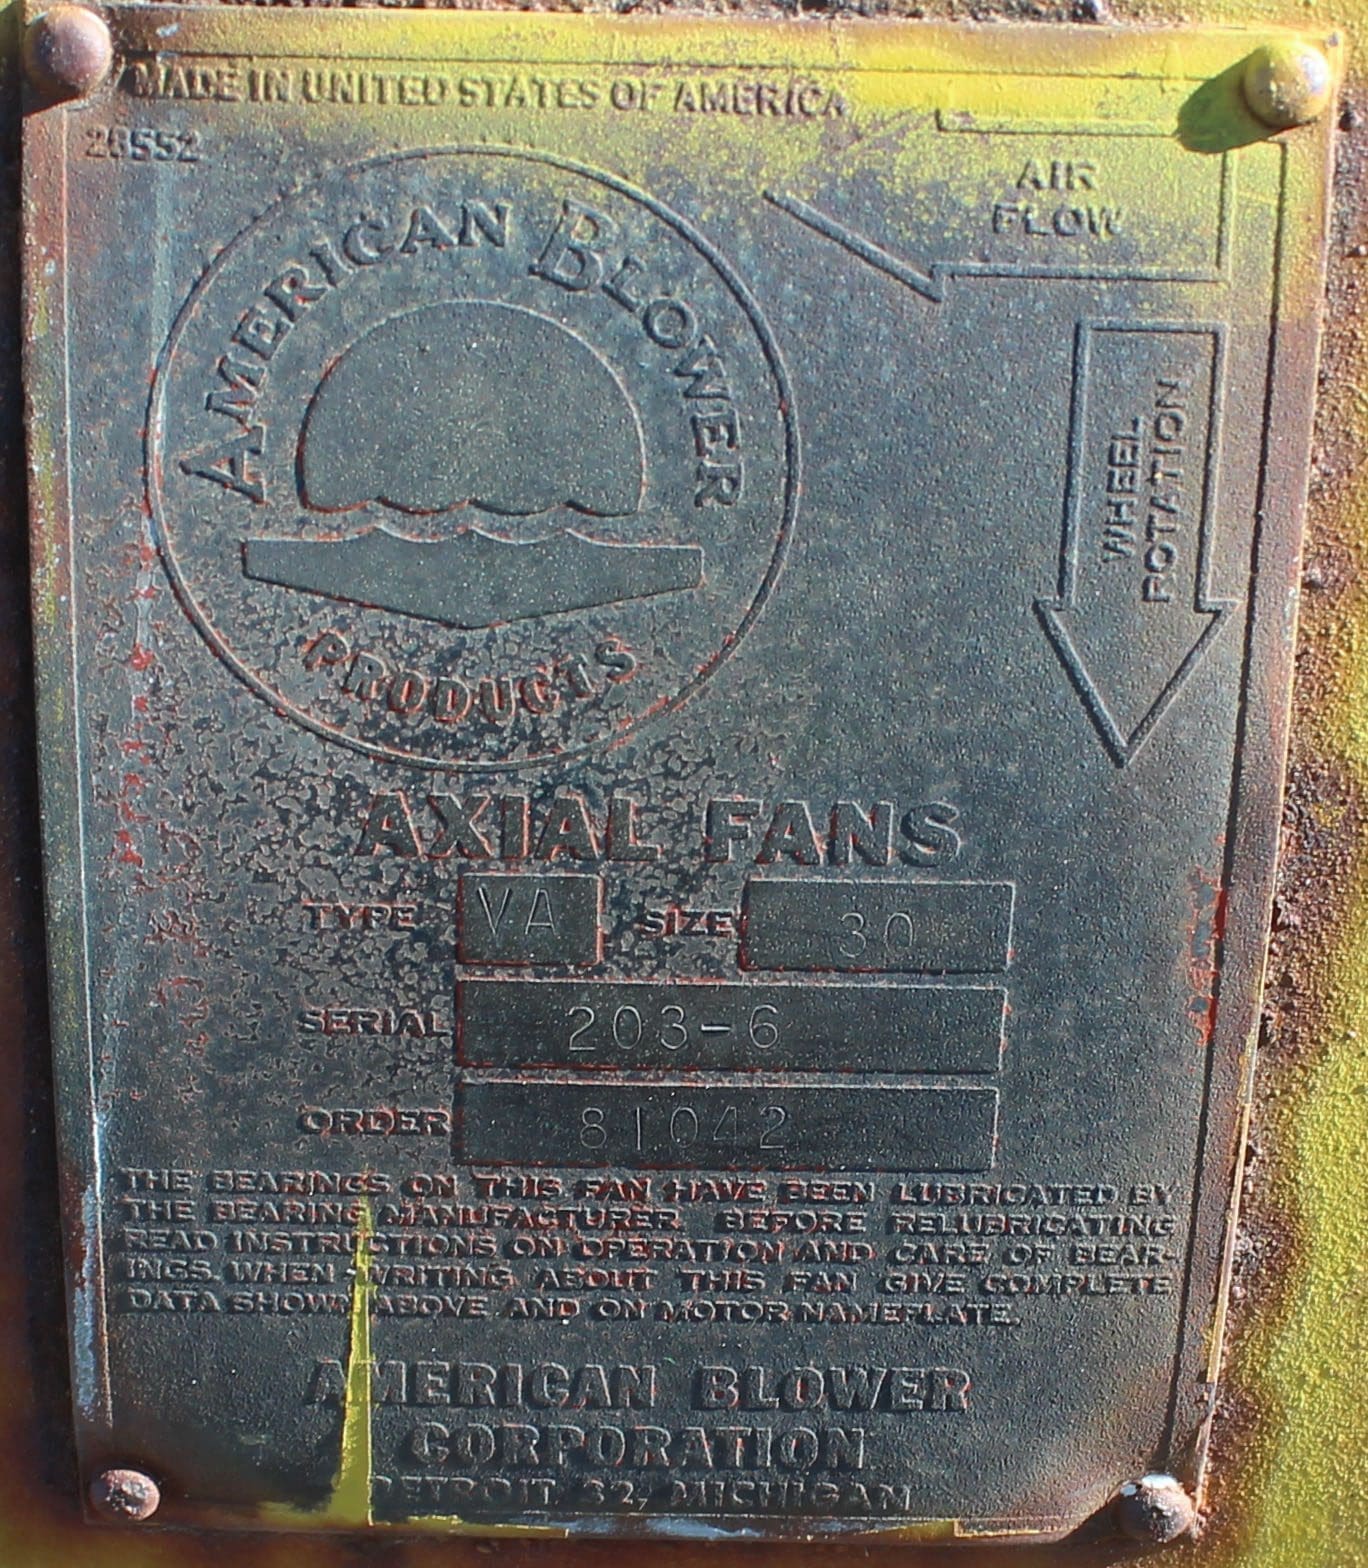 MADE IN UNITED STATES OF AMERICA
28552
AIR
FLOW
AMERICAN BLOWER
PRODUCTS
WHEEL
ROTATION
AXIAL FANS
TYPE VA SIZE 30
SERIAL 203-6
ORDER 81042
THE BEARINGS ON THIS FAN HAVE BEEN LUBRICATED BY
THE BEARING MANUFACTURER BEFORE RELUBRICATING
READ INSTRUCTIONS ON OPERATION AND CARE OF BEAR-
INGS. WHEN WRITING ABOUT THIS FAN GIVE COMPLETE
DATA SHOWN ABOVE AND ON MOTOR NAMEPLATE.
AMERICAN BLOWER
CORPORATION
DETROIT 32, MICHIGAN